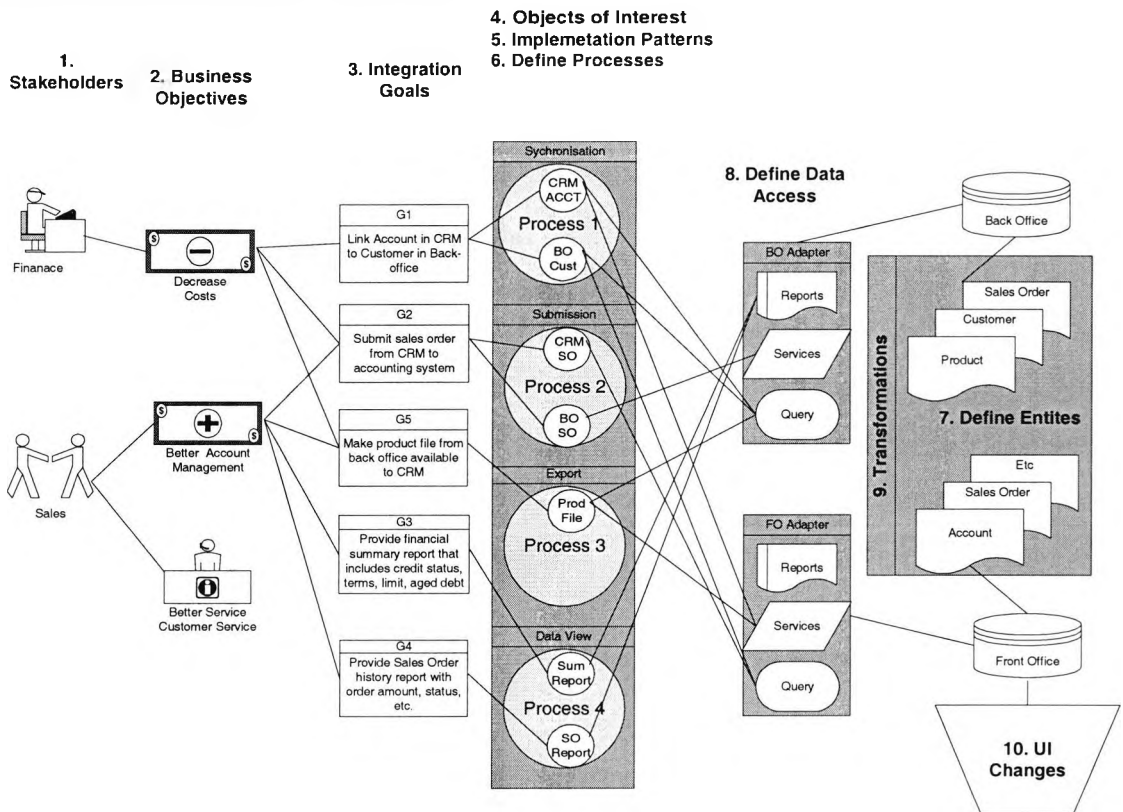 1.
Stakeholders
2. Business
Objectives
3. Integration
Goals
4. Objects of Interest
5. Implemetation Patterns
6. Define Processes
Finanace
Sales
$
$
Decrease
Costs
$
$
Better Account
Management
Better Service
Customer Service
G1
Link Account in CRM
to Customer in Back-
office
G2
Submit sales order
from CRM to
accounting system
G5
Make product file from
back office available
to CRM
G3
Provide financial
summary report that
includes credit status,
terms, limit, aged debt
G4
Provide Sales Order
history report with
order amount, status,
etc.
Sychronisation
CRM
ACCT
Process 1
BO
Cust
Submission
CRM
SO
Process 2
BO
SO
Export
Prod
File
Process 3
Data View
Sum
Report
Process 4
SO
Report
8. Define Data
Access
BO Adapter
Reports
Services
Query
FO Adapter
Reports
Services
Query
Back Office
9. Transformations
Sales Order
Customer
Product
7. Define Entites
Etc
Sales Order
Account
Front Office
10. UI
Changes